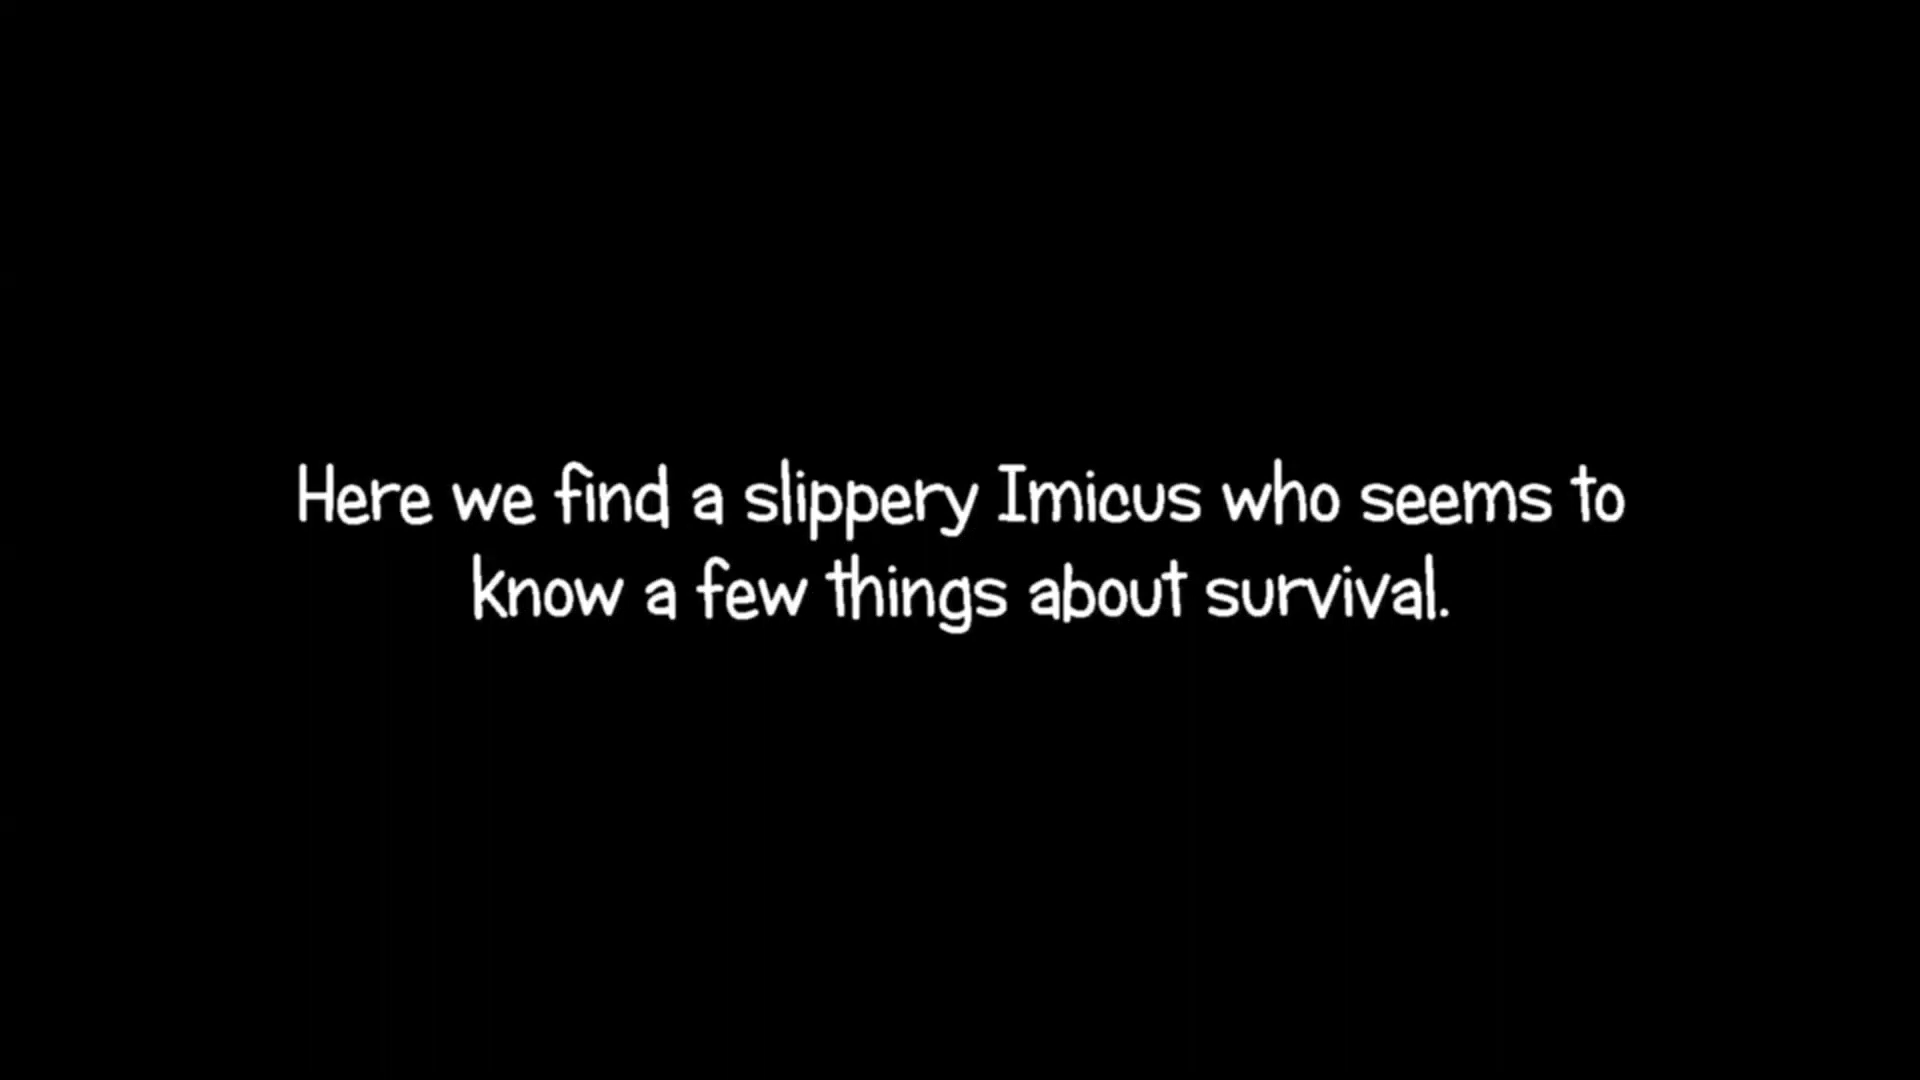 Here we find a slippery Imicus who seems to
know a few things about survival.